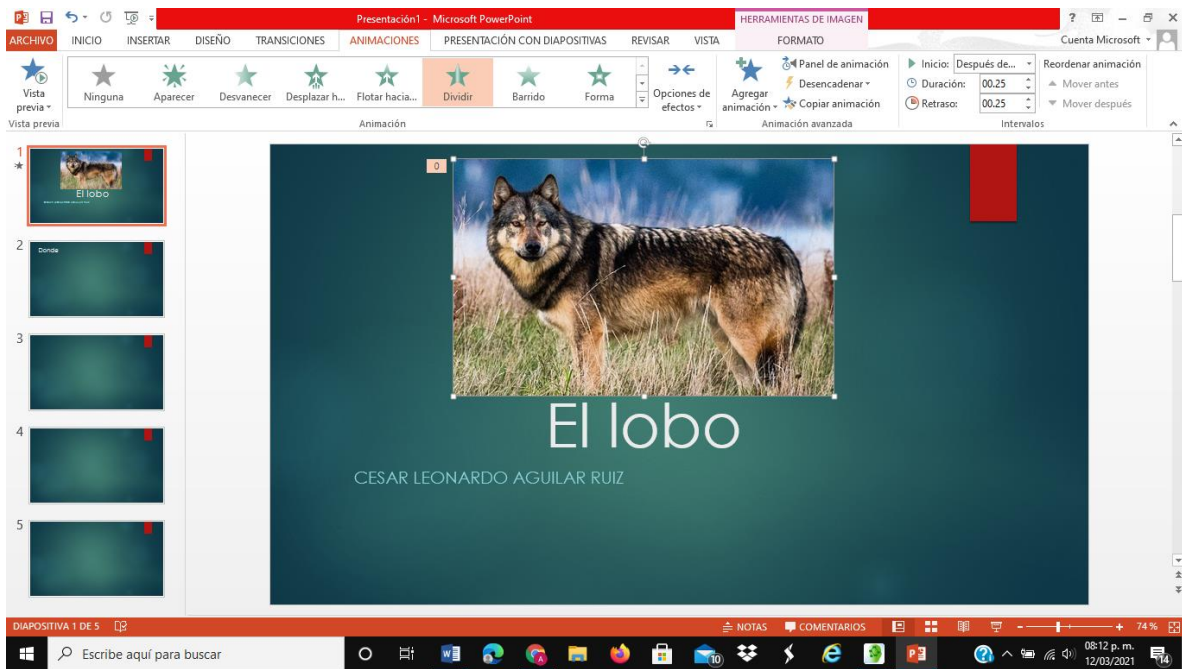 Presentación1 - Microsoft PowerPoint
HERRAMIENTAS DE IMAGEN
?
ARCHIVO INICIO INSERTAR DISEÑO TRANSICIONES ANIMACIONES PRESENTACIÓN CON DIAPOSITIVAS REVISAR VISTA FORMATO Cuenta Microsoft
Vista previa
Ninguna Aparecer Desvanecer Desplazar h... Flotar hacia... Dividir Barrido Forma
Opciones de efectos
Agregar animación
Panel de animación
Desencadenar
Copiar animación
Inicio: Después de...
Duración: 00.25
Retraso: 00.25
Reordenar animación
Mover antes
Mover después
Vista previa Animación Animación avanzada Intervalos
1
El lobo
2
Donde
3
4
5
0
El lobo
CESAR LEONARDO AGUILAR RUIZ
DIAPOSITIVA 1 DE 5 NOTAS COMENTARIOS 74 %
Escribe aquí para buscar
10
08:12 p. m.
12/03/2021
14